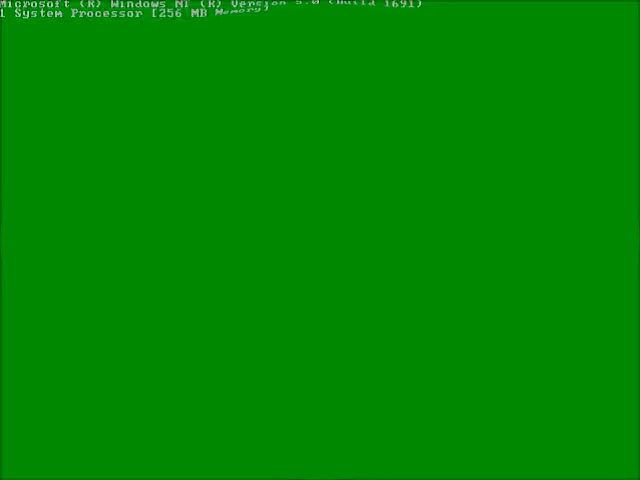 Microsoft (R) Windows NT (R) Version 5.0 (Build 1691)
1 System Processor [256 MB Memory]